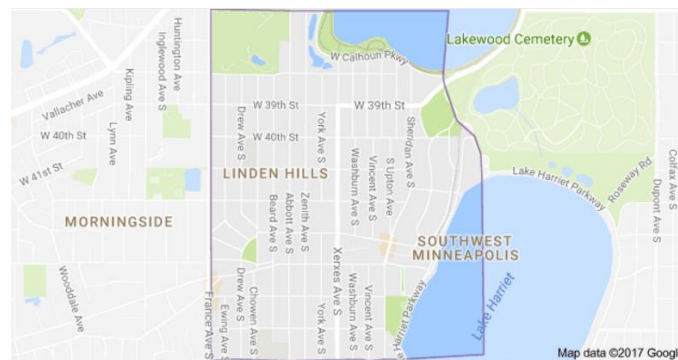 Huntington Ave
Inglewood Ave S
Kipling Ave
Vallacher Ave
W 40th St
Lynn Ave
W 41st St
MORNINGSIDE
Wooddale Ave
France Ave S
Ewing Ave S
Lakewood Cemetery
W Calhoun Pkwy
W 39th St
W 39th St
Drew Ave S
W 40th St
York Ave S
Sheridan Ave S
LINDEN HILLS
Washburn Ave S
Vincent Ave S
S Upton Ave
Beard Ave S
Abbott Ave S
Zenith Ave S
Xerxes Ave S
Drew Ave S
Chowen Ave S
York Ave S
Washburn Ave S
Vincent Ave S
Harriet Parkway
SOUTHWEST
MINNEAPOLIS
Lake Harriet
Lake Harriet Parkway
Roseway Rd
Dupont Ave S
Colfax Ave S
Map data ©2017 Googl